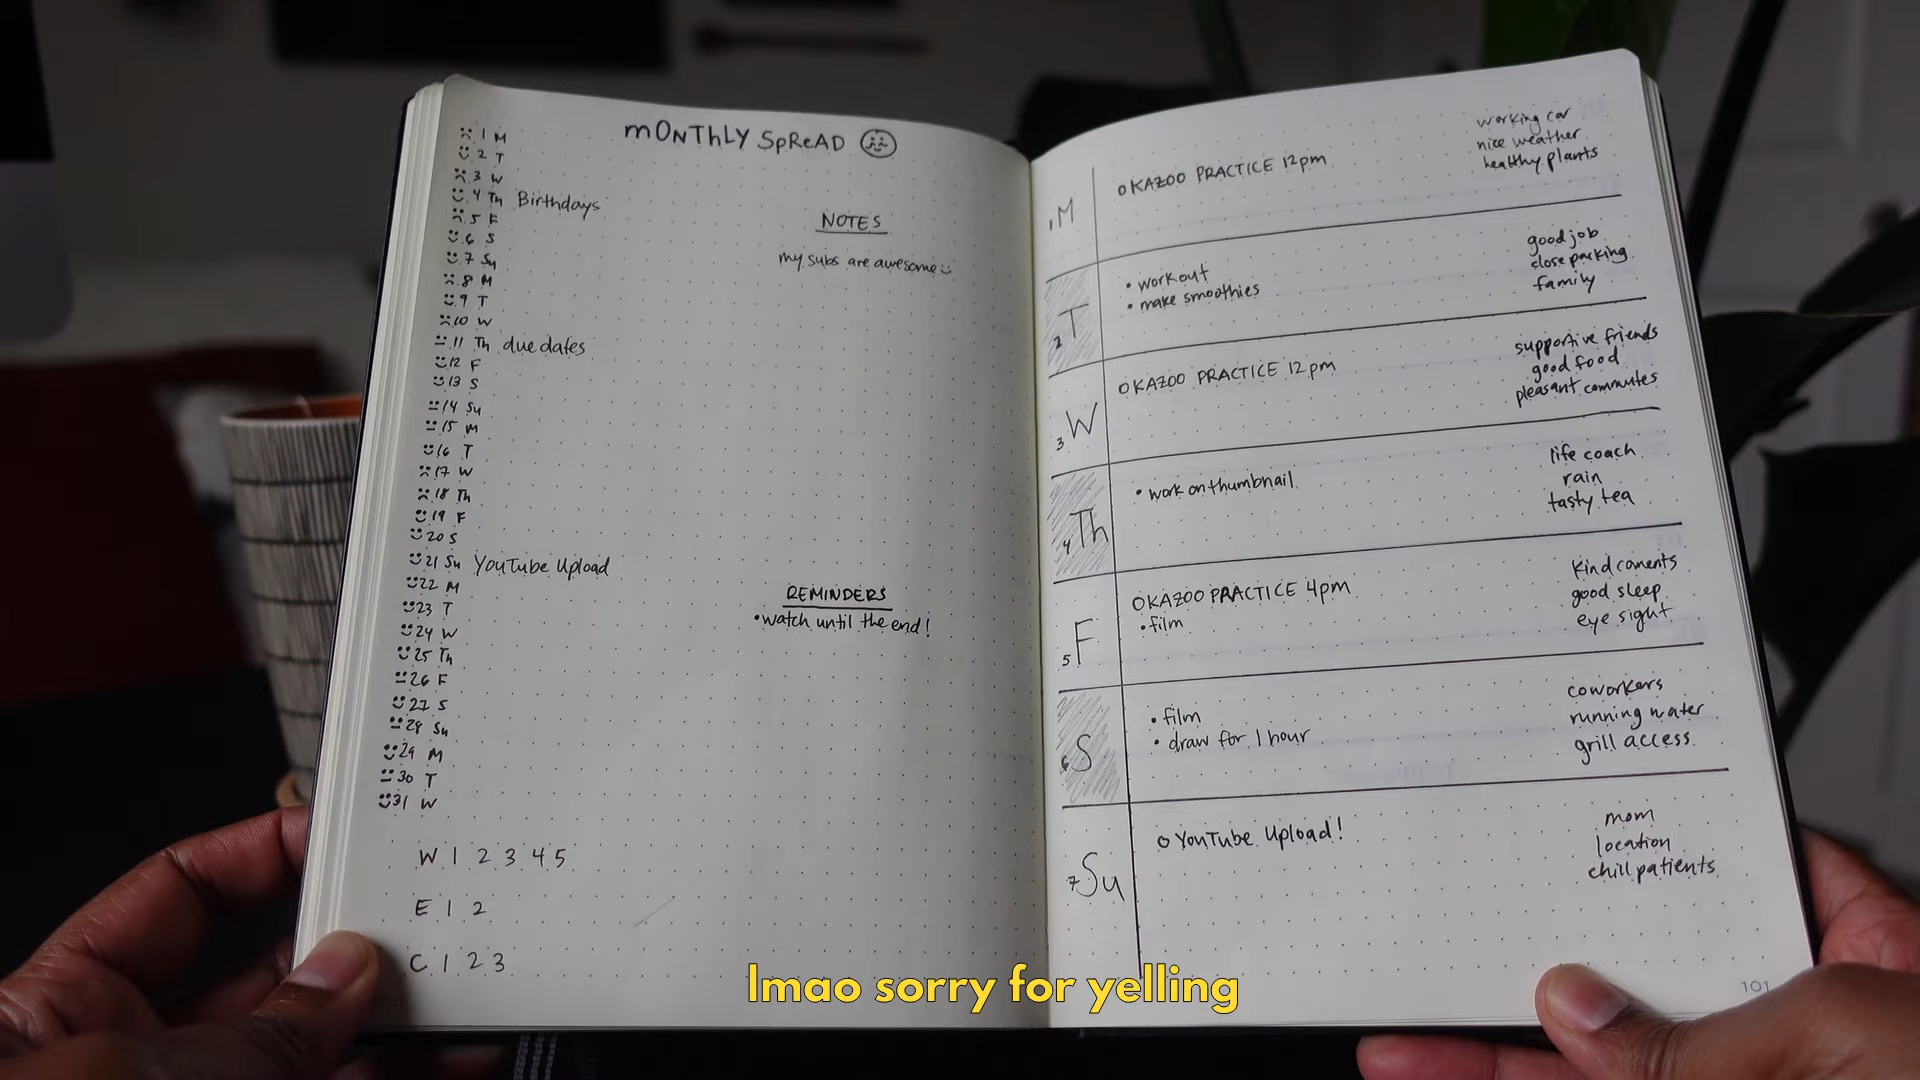 MONTHLY SPREAD
1 M
2 T
3 W
4 Th Birthdays
5 F
6 S
7 Su
8 M
9 T
10 W
11 Th due dates
12 F
13 S
14 Su
15 M
16 T
17 W
18 Th
19 F
20 S
21 Su YouTube Upload
22 M
23 T
24 W
25 Th
26 F
27 S
28 Su
29 M
30 T
31 W
W 1 2 3 4 5
E 1 2
C 1 2 3
NOTES
my subs are awesome
REMINDERS
• watch until the end!
1 M
O KAZOO PRACTICE 12pm
working car
nice weather
healthy plants
2 T
• workout
• make smoothies
good job
close parking
family
3 W
O KAZOO PRACTICE 12pm
supportive friends
good food
pleasant commutes
4 Th
• work on thumbnail
life coach
rain
tasty tea
5 F
O KAZOO PRACTICE 4pm
• film
kind coments
good sleep
eye sight
6 S
• film
• draw for 1 hour
coworkers
running water
grill access
7 Su
O YouTube Upload!
mom
location
chill patients
101
lmao sorry for yelling